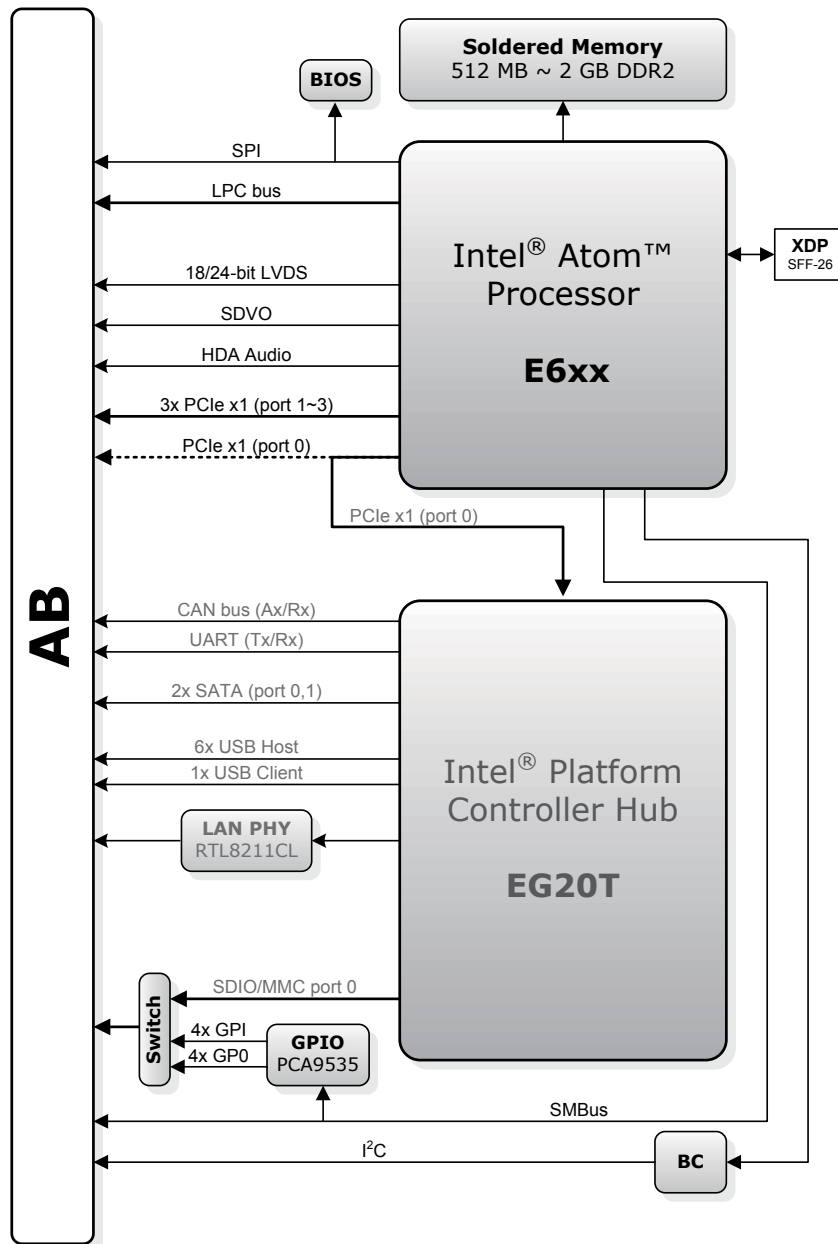 Soldered Memory
512 MB ~ 2 GB DDR2
BIOS
SPI
LPC bus
Intel® Atom™
Processor
E6xx
XDP
SFF-26
18/24-bit LVDS
SDVO
HDA Audio
3x PCIe x1 (port 1~3)
PCIe x1 (port 0)
PCIe x1 (port 0)
AB
CAN bus (Ax/Rx)
UART (Tx/Rx)
2x SATA (port 0,1)
6x USB Host
1x USB Client
Intel® Platform
Controller Hub
EG20T
LAN PHY
RTL8211CL
SDIO/MMC port 0
Switch
4x GPI
4x GP0
GPIO
PCA9535
SMBus
I²C
BC